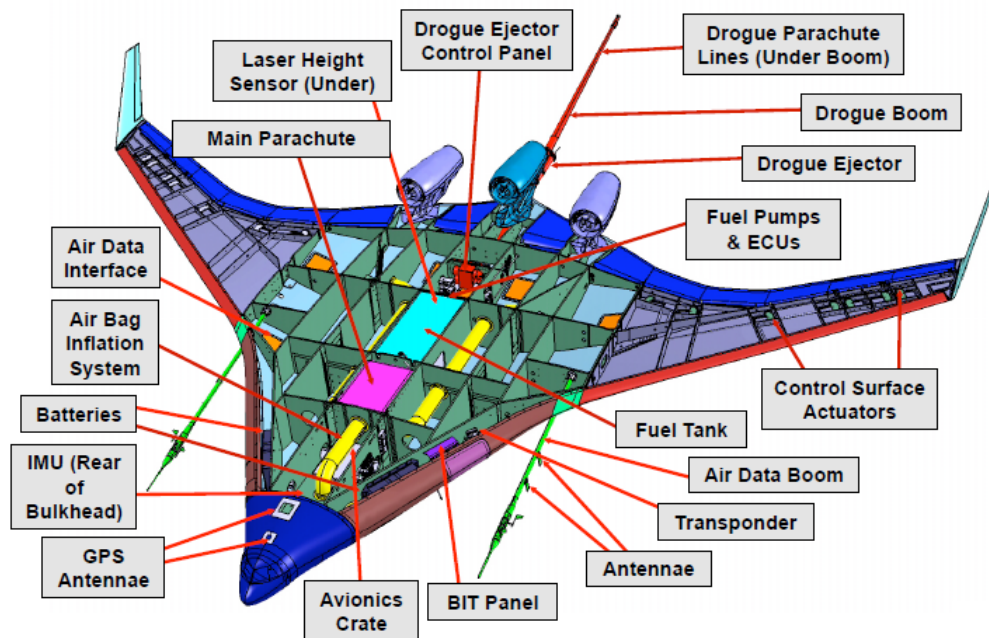 Drogue Ejector
Control Panel
Drogue Parachute
Lines (Under Boom)
Laser Height
Sensor (Under)
Drogue Boom
Main Parachute
Drogue Ejector
Fuel Pumps
& ECUs
Air Data
Interface
Air Bag
Inflation
System
Control Surface
Actuators
Batteries
Fuel Tank
IMU (Rear
of
Bulkhead)
Air Data Boom
Transponder
GPS
Antennae
Antennae
Avionics
Crate
BIT Panel